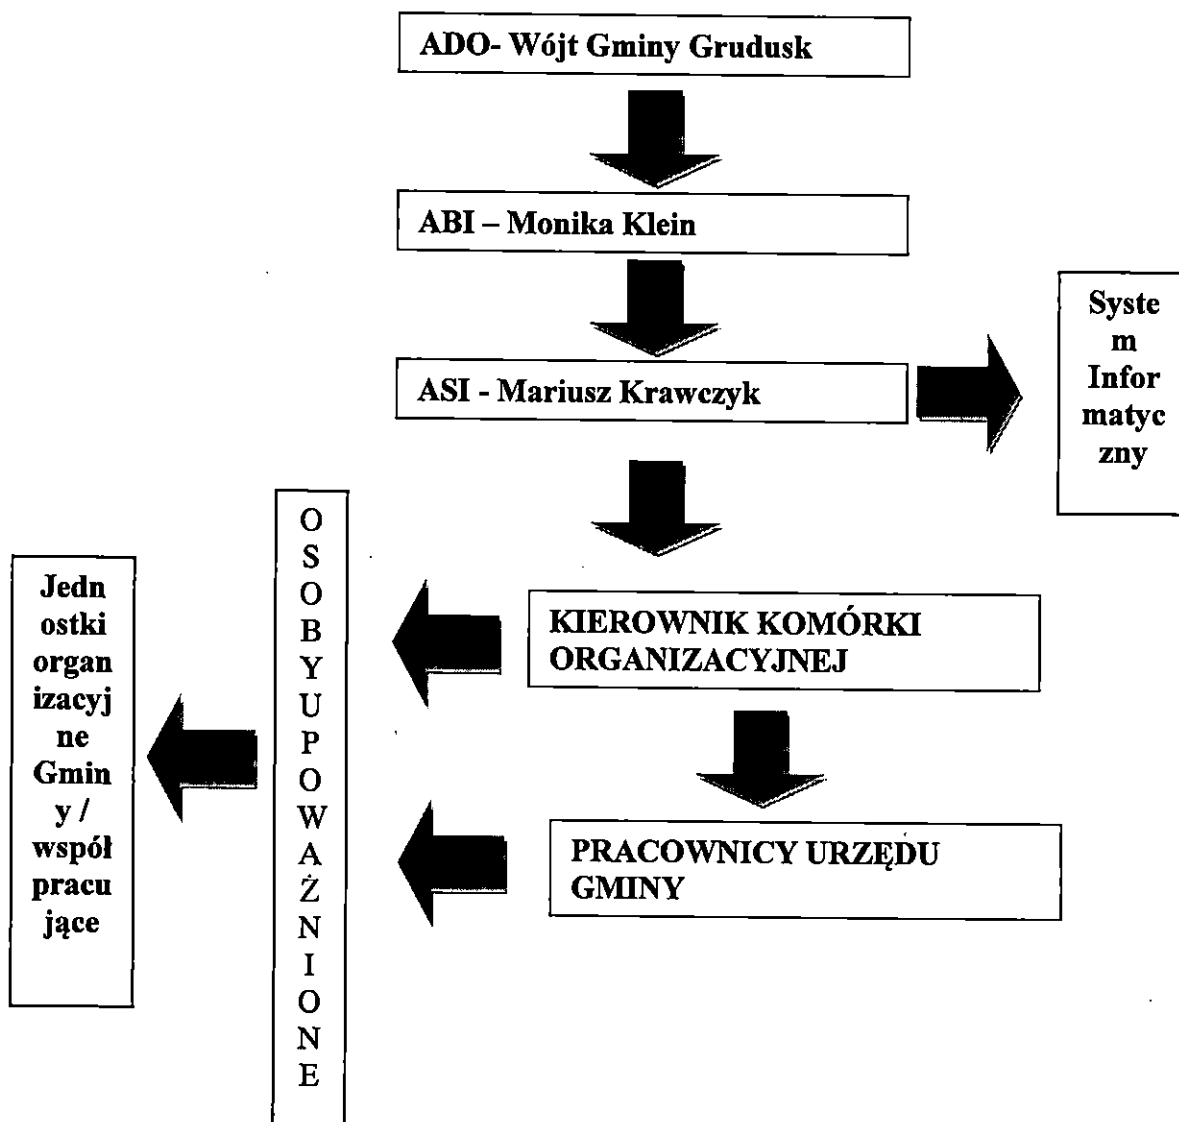 ADO- Wójt Gminy Grudusk
ABI – Monika Klein
ASI - Mariusz Krawczyk
Syste
m
Infor
matyc
zny
KIEROWNIK KOMÓRKI
ORGANIZACYJNEJ
PRACOWNICY URZĘDU
GMINY
O
S
O
B
Y
U
P
O
W
A
Ż
N
I
O
N
E
Jedn
ostki
organ
izacyj
ne
Gmin
y /
współ
pracu
jące